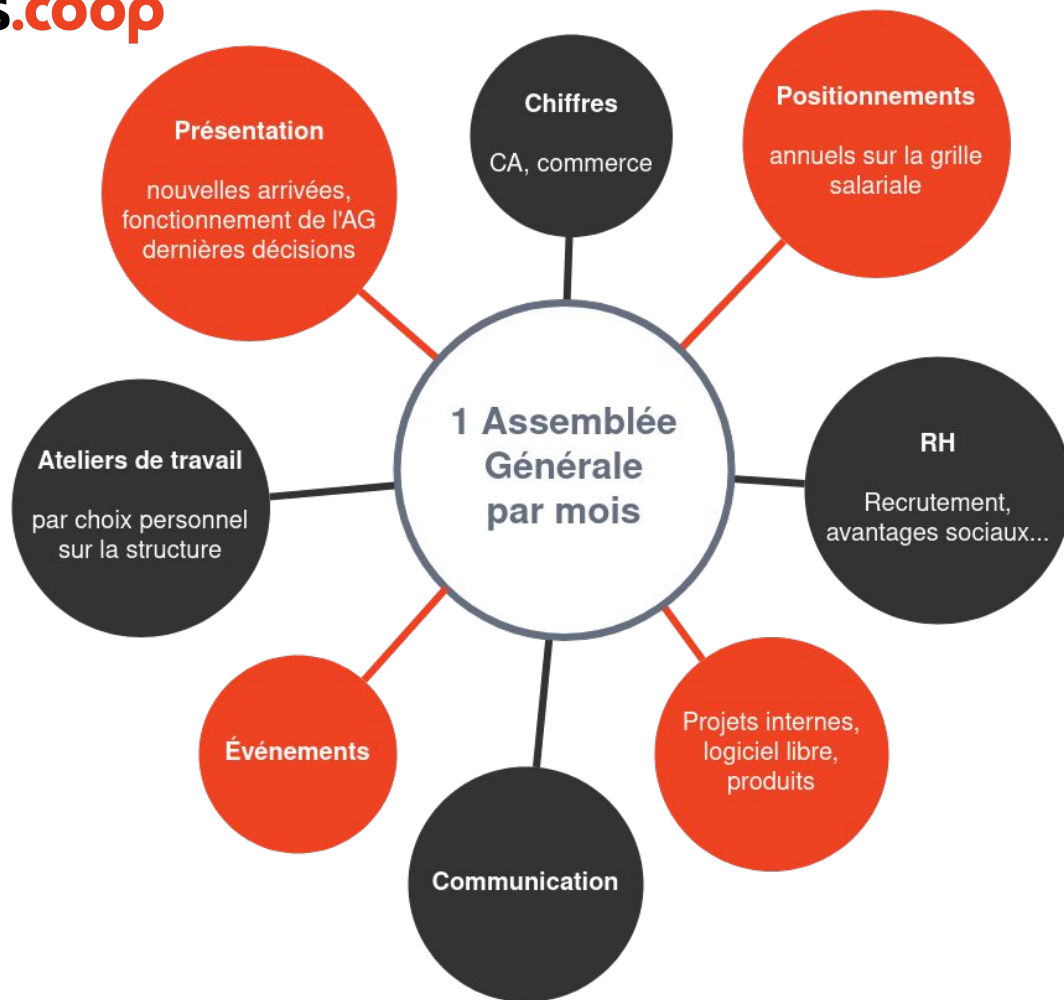 s.coop
Présentation
nouvelles arrivées,
fonctionnement de l'AG
dernières décisions
Chiffres
CA, commerce
Positionnements
annuels sur la grille
salariale
1 Assemblée
Générale
par mois
Ateliers de travail
par choix personnel
sur la structure
RH
Recrutement,
avantages sociaux...
Événements
Projets internes,
logiciel libre,
produits
Communication